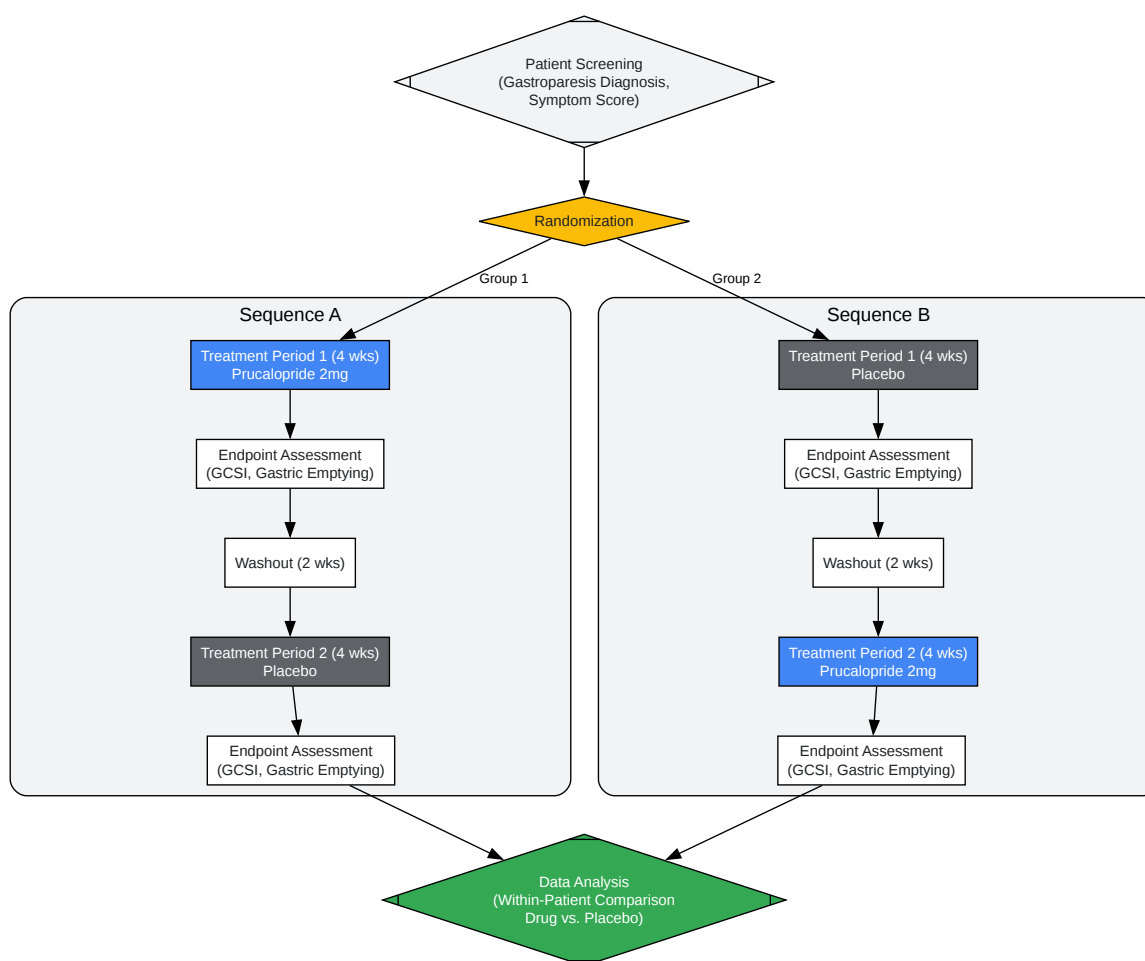 Patient Screening
(Gastroparesis Diagnosis,
Symptom Score)
Randomization
Group 1
Group 2
Sequence A
Treatment Period 1 (4 wks)
Prucalopride 2mg
Endpoint Assessment
(GCSI, Gastric Emptying)
Washout (2 wks)
Treatment Period 2 (4 wks)
Placebo
Endpoint Assessment
(GCSI, Gastric Emptying)
Sequence B
Treatment Period 1 (4 wks)
Placebo
Endpoint Assessment
(GCSI, Gastric Emptying)
Washout (2 wks)
Treatment Period 2 (4 wks)
Prucalopride 2mg
Endpoint Assessment
(GCSI, Gastric Emptying)
Data Analysis
(Within-Patient Comparison
Drug vs. Placebo)